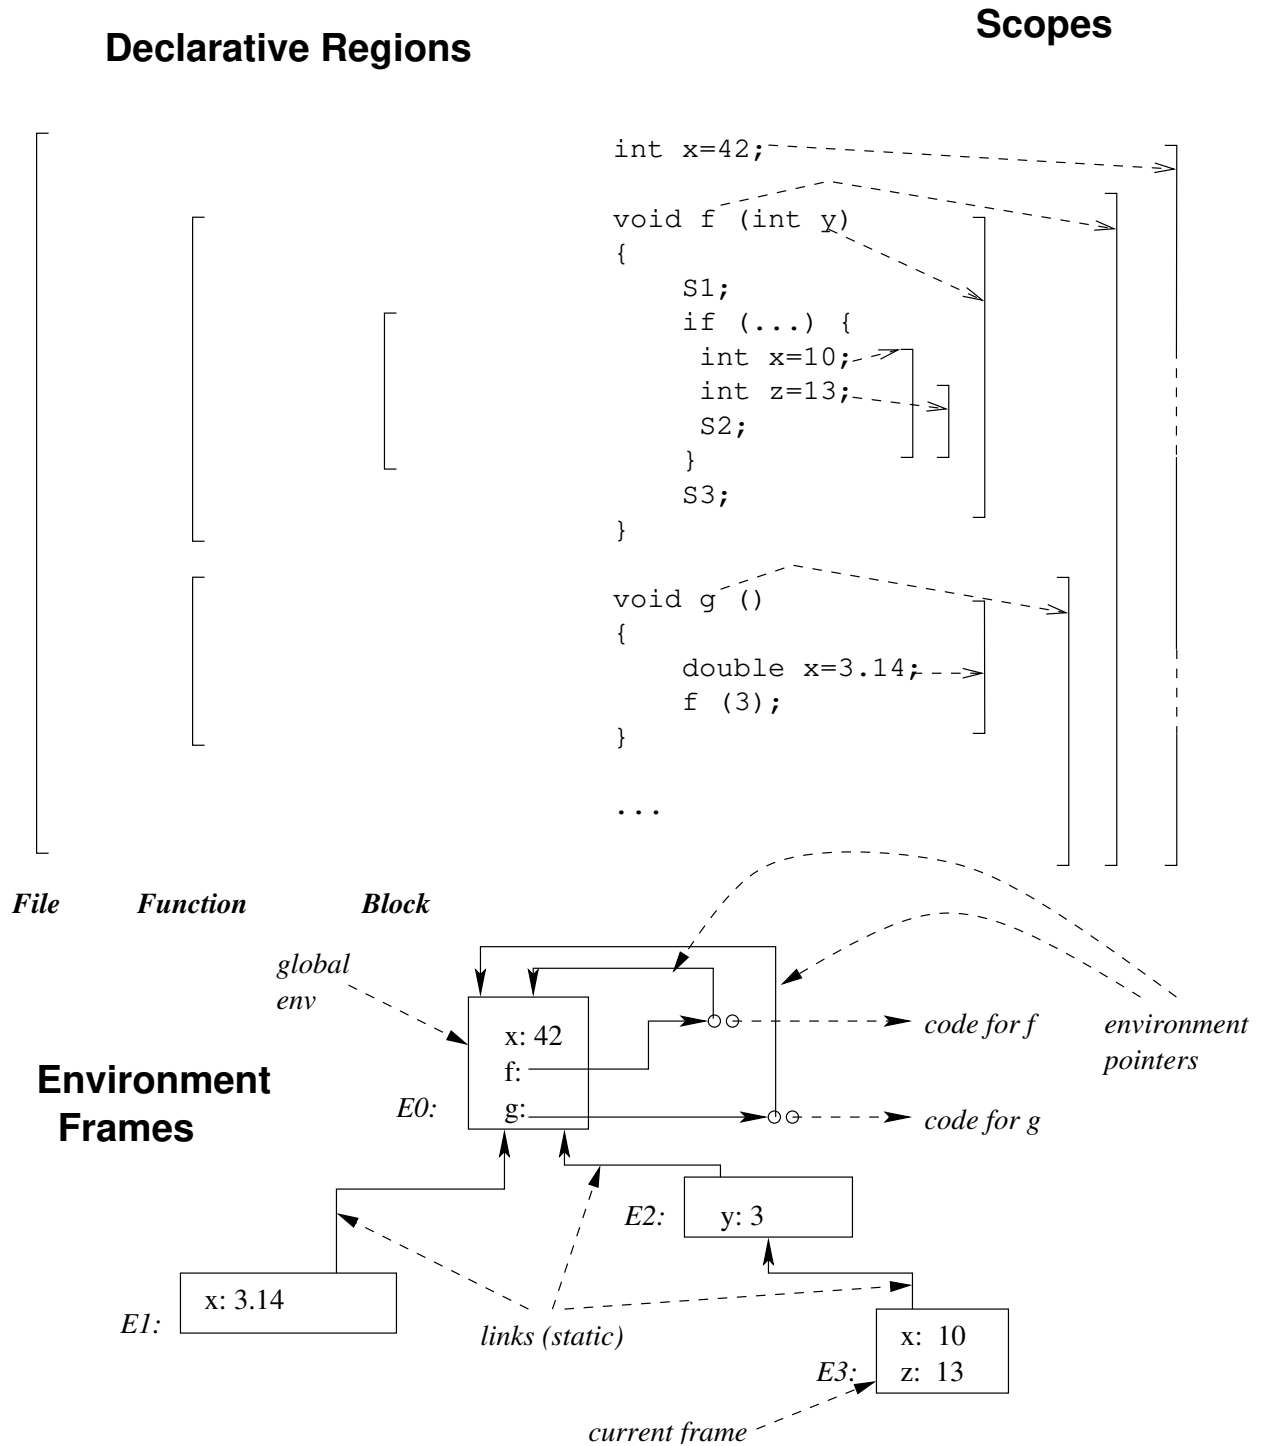 Declarative Regions
Scopes
int x=42;
void f (int y)
{
S1;
if (...) {
int x=10;
int z=13;
S2;
}
S3;
}
void g ()
{
double x=3.14;
f (3);
}
...
File Function Block
global
env
x: 42
f:
g:
E0:
code for f
code for g
environment
pointers
Environment
Frames
E2:
y: 3
E1:
x: 3.14
links (static)
E3:
x: 10
z: 13
current frame